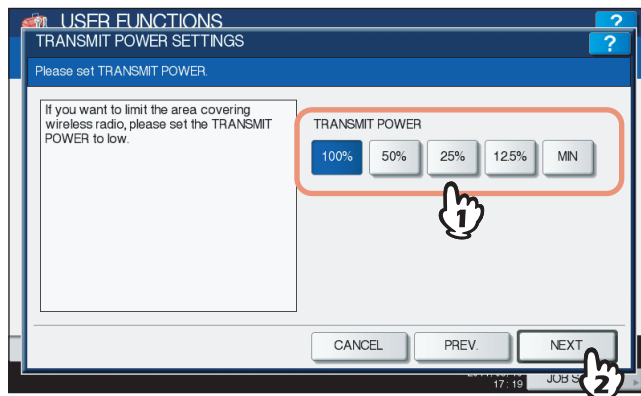 USER FUNCTIONS ?
TRANSMIT POWER SETTINGS ?
Please set TRANSMIT POWER.
If you want to limit the area covering
wireless radio, please set the TRANSMIT
POWER to low.
TRANSMIT POWER
100% 50% 25% 12.5% MIN
1
CANCEL PREV. NEXT
17:19 JOB
2